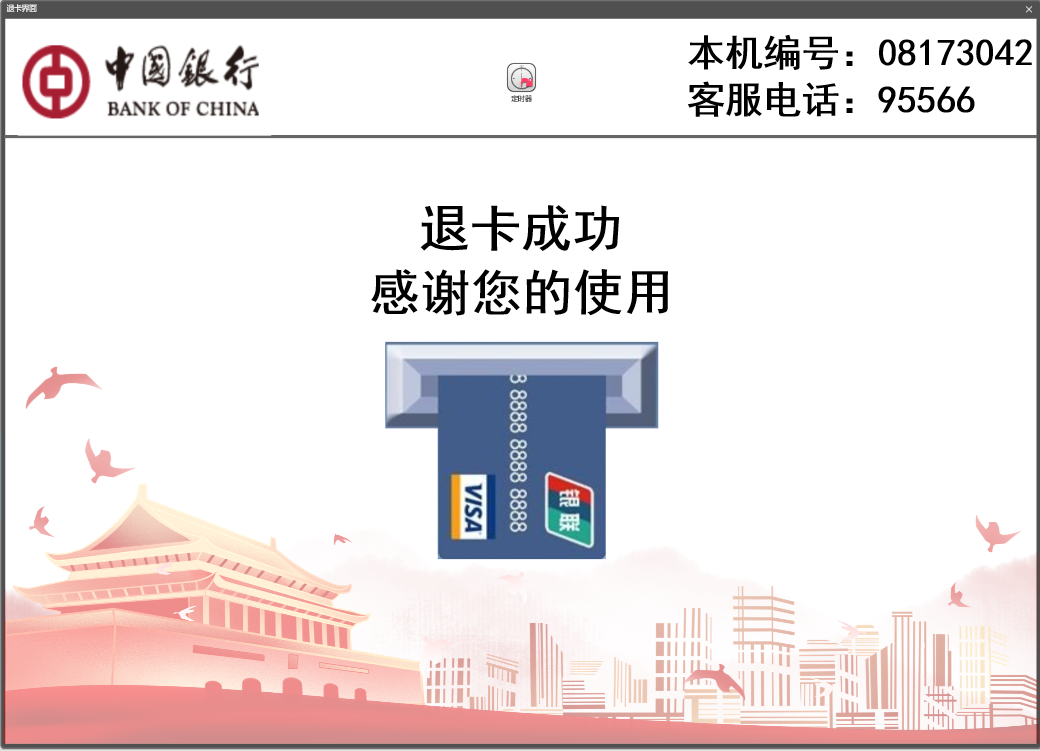 退卡界面
中國銀行
BANK OF CHINA
定时器
本机编号：08173042
客服电话：95566
退卡成功
感谢您的使用
8 8888 8888 8888
VISA
银联